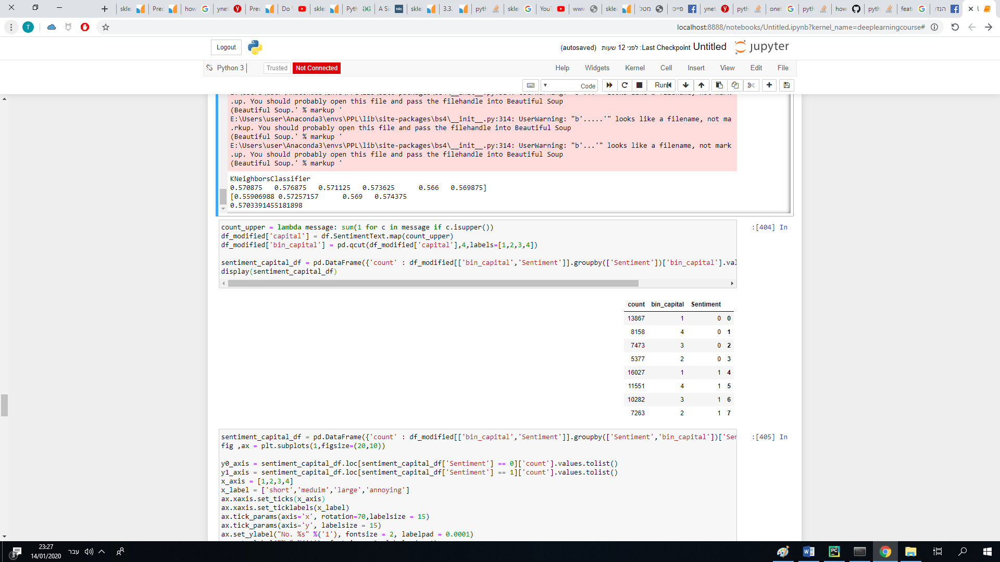 skle
Prec
how
ynet
Prec
Do
skle
Pyth
A Si
tds
skle
3.3.
pyth
skle
YouT
www
skle
מטל
פייס
ynet
pyth
onel
pyth
how
pyth
feat
הנדס
localhost:8888/notebooks/Untitled.ipynb?kernel_name=deeplearningcourse#
T
Logout
(autosaved) לפני 12 שעות :Last Checkpoint Untitled jupyter
Python 3 Trusted Not Connected Help Widgets Kernel Cell Insert View Edit File
Code Run
.up. You should probably open this file and pass the filehandle into Beautiful Soup
(Beautiful Soup.' % markup '
E:\Users\user\Anaconda3\envs\PPL\lib\site-packages\bs4\__init__.py:314: UserWarning: "b'.....'" looks like a filename, not ma
.rkup. You should probably open this file and pass the filehandle into Beautiful Soup
(Beautiful Soup.' % markup '
E:\Users\user\Anaconda3\envs\PPL\lib\site-packages\bs4\__init__.py:314: UserWarning: "b'...'" looks like a filename, not mark
.up. You should probably open this file and pass the filehandle into Beautiful Soup
(Beautiful Soup.' % markup '
KNeighborsClassifier
0.570875 0.576875 0.571125 0.573625 0.566 0.569875]
[0.55906988 0.57257157 0.569 0.574375
0.5703391455181898
:[404] In
count_upper = lambda message: sum(1 for c in message if c.isupper())
df_modified['capital'] = df.SentimentText.map(count_upper)
df_modified['bin_capital'] = pd.qcut(df_modified['capital'],4,labels=[1,2,3,4])
sentiment_capital_df = pd.DataFrame({'count' : df_modified[['bin_capital','Sentiment']].groupby(['Sentiment'])['bin_capital'].val
display(sentiment_capital_df)
count bin_capital Sentiment
13867 1 0 0
8158 4 0 1
7473 3 0 2
5377 2 0 3
16027 1 1 4
11551 4 1 5
10282 3 1 6
7263 2 1 7
:[405] In
sentiment_capital_df = pd.DataFrame({'count' : df_modified[['bin_capital','Sentiment']].groupby(['Sentiment','bin_capital'])['Sen
fig ,ax = plt.subplots(1,figsize=(20,10))
y0_axis = sentiment_capital_df.loc[sentiment_capital_df['Sentiment'] == 0]['count'].values.tolist()
y1_axis = sentiment_capital_df.loc[sentiment_capital_df['Sentiment'] == 1]['count'].values.tolist()
x_axis = [1,2,3,4]
x_label = ['short','meduim','large','annoying']
ax.xaxis.set_ticks(x_axis)
ax.xaxis.set_ticklabels(x_label)
ax.tick_params(axis='x', rotation=70,labelsize = 15)
ax.tick_params(axis='y', labelsize = 15)
ax.set_ylabel("No. %s" %('1'), fontsize = 2, labelpad = 0.0001)
3
23:27
14/01/2020
עבר